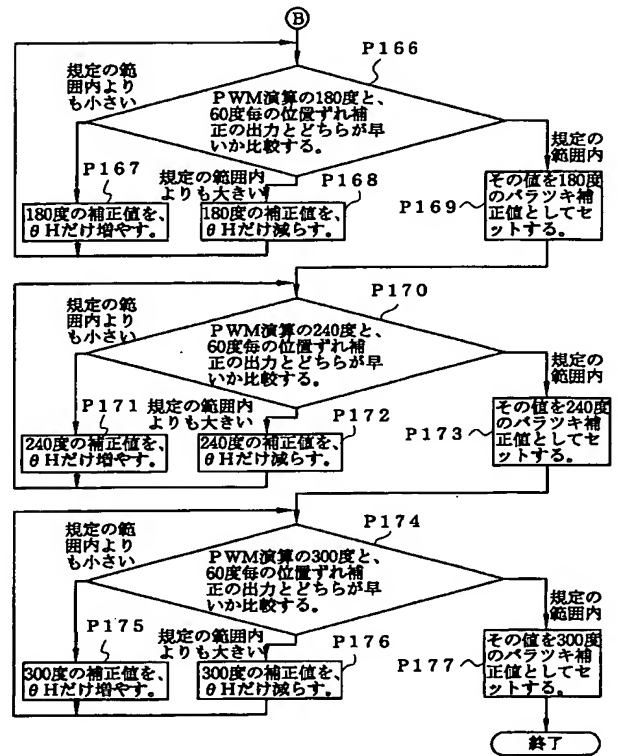 B
P166
規定の範
囲内より
も小さい
PWM演算の180度と、
60度毎の位置ずれ補
正の出力とどちらが早
いか比較する。
規定の
範囲内
P167
規定の範囲内
よりも大きい
P168
180度の補正値を、
θHだけ増やす。
180度の補正値を、
θHだけ減らす。
P169
その値を180度
のバラツキ補
正値としてセ
ットする。
P170
規定の範
囲内より
も小さい
PWM演算の240度と、
60度毎の位置ずれ補
正の出力とどちらが早
いか比較する。
規定の
範囲内
P171
規定の範囲内
よりも大きい
P172
240度の補正値を、
θHだけ増やす。
240度の補正値を、
θHだけ減らす。
P173
その値を240度
のバラツキ補
正値としてセ
ットする。
P174
規定の範
囲内より
も小さい
PWM演算の300度と、
60度毎の位置ずれ補
正の出力とどちらが早
いか比較する。
規定の
範囲内
P175
規定の範囲内
よりも大きい
P176
300度の補正値を、
θHだけ増やす。
300度の補正値を、
θHだけ減らす。
P177
その値を300度
のバラツキ補
正値としてセ
ットする。
終了